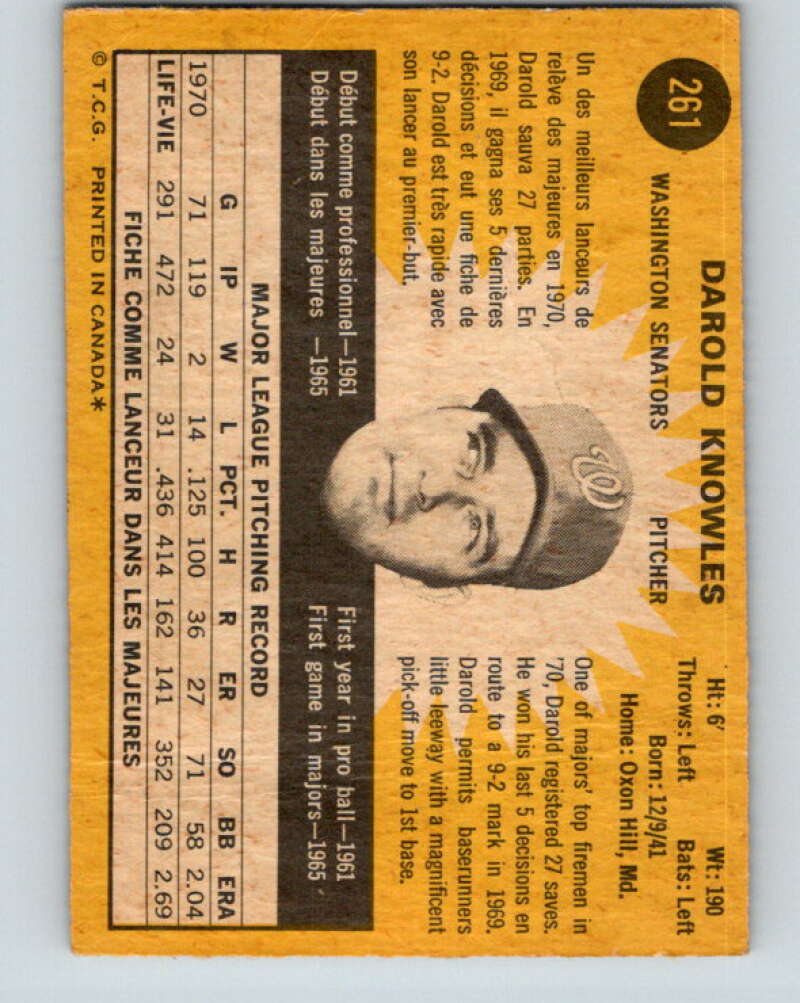 261
DAROLD KNOWLES
WASHINGTON SENATORS PITCHER
Ht: 6' Wt: 190
Throws: Left Bats: Left
Born: 12/9/41
Home: Oxon Hill, Md.
Un des meilleurs lanceurs de
relève des majeures en 1970,
Darold sauva 27 parties. En
1969, il gagna ses 5 dernières
décisions et eut une fiche de
9-2. Darold est très rapide avec
son lancer au premier-but.
W
One of majors' top firemen in
'70, Darold registered 27 saves.
He won his last 5 decisions en
route to a 9-2 mark in 1969.
Darold permits baserunners
little leeway with a magnificent
pick-off move to 1st base.
Début comme professionnel—1961
Début dans les majeures —1965
First year in pro ball—1961
First game in majors—1965
MAJOR LEAGUE PITCHING RECORD
G IP W L PCT. H R ER SO BB ERA
1970 71 119 2 14 .125 100 36 27 71 58 2.04
LIFE-VIE 291 472 24 31 .436 414 162 141 352 209 2.69
FICHE COMME LANCEUR DANS LES MAJEURES
© T.C.G. PRINTED IN CANADA*